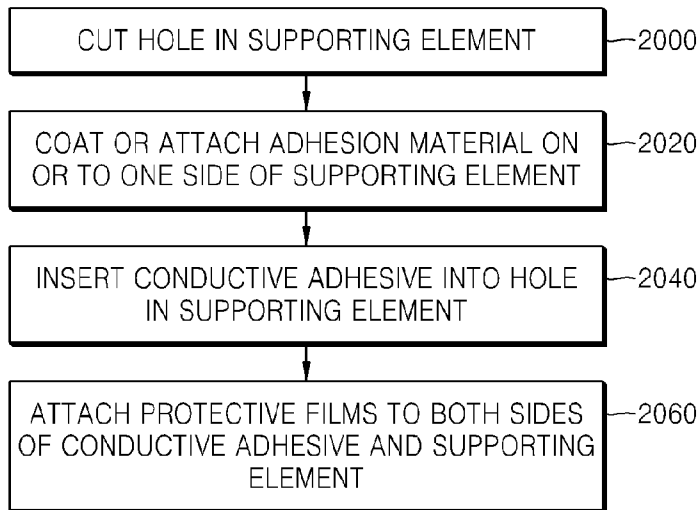 CUT HOLE IN SUPPORTING ELEMENT
2000
COAT OR ATTACH ADHESION MATERIAL ON
OR TO ONE SIDE OF SUPPORTING ELEMENT
2020
INSERT CONDUCTIVE ADHESIVE INTO HOLE
IN SUPPORTING ELEMENT
2040
ATTACH PROTECTIVE FILMS TO BOTH SIDES
OF CONDUCTIVE ADHESIVE AND SUPPORTING
ELEMENT
2060